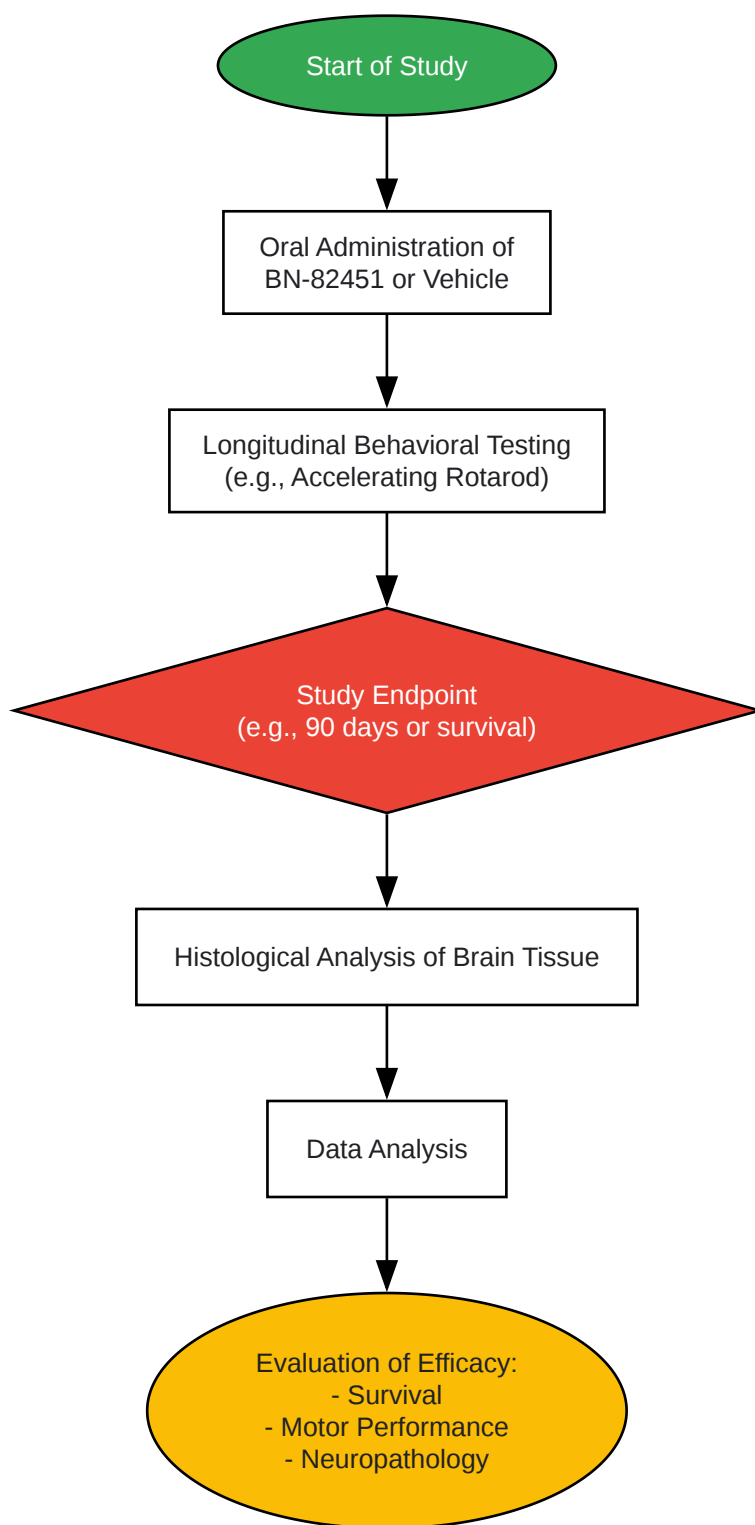 Start of Study
Oral Administration of
BN-82451 or Vehicle
Longitudinal Behavioral Testing
(e.g., Accelerating Rotarod)
Study Endpoint
(e.g., 90 days or survival)
Histological Analysis of Brain Tissue
Data Analysis
Evaluation of Efficacy:
- Survival
- Motor Performance
- Neuropathology